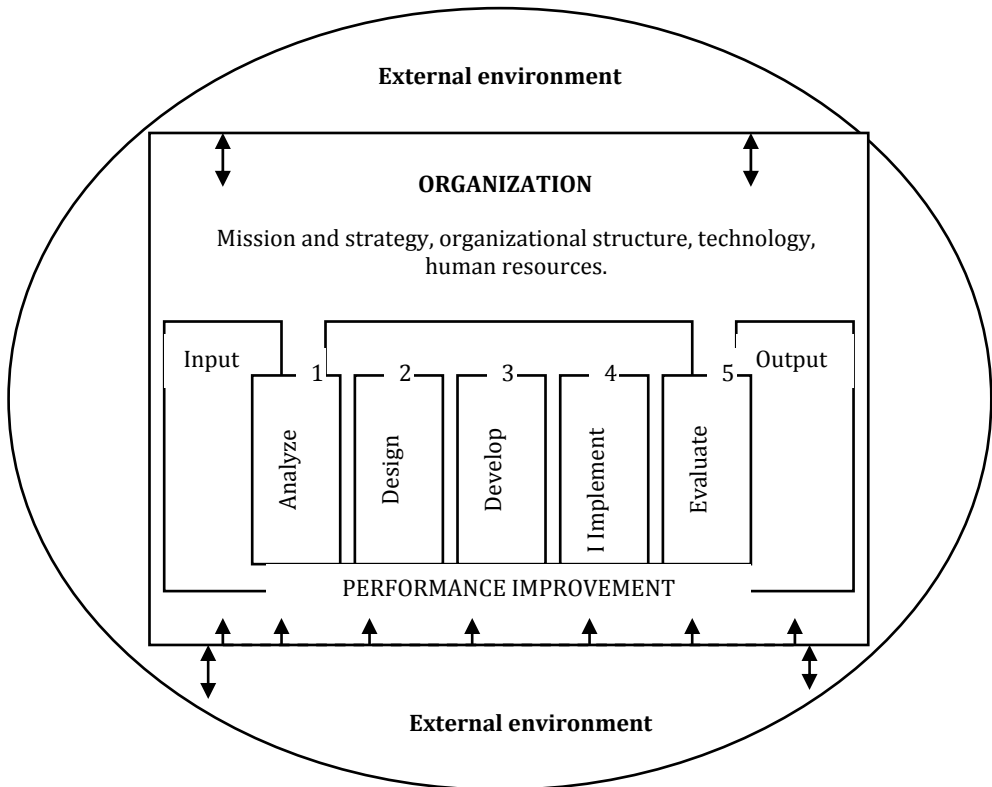 External environment
ORGANIZATION
Mission and strategy, organizational structure, technology,
human resources.
Input
Output
1
2
3
4
5
Analyze
Design
Develop
I Implement
Evaluate
PERFORMANCE IMPROVEMENT
External environment